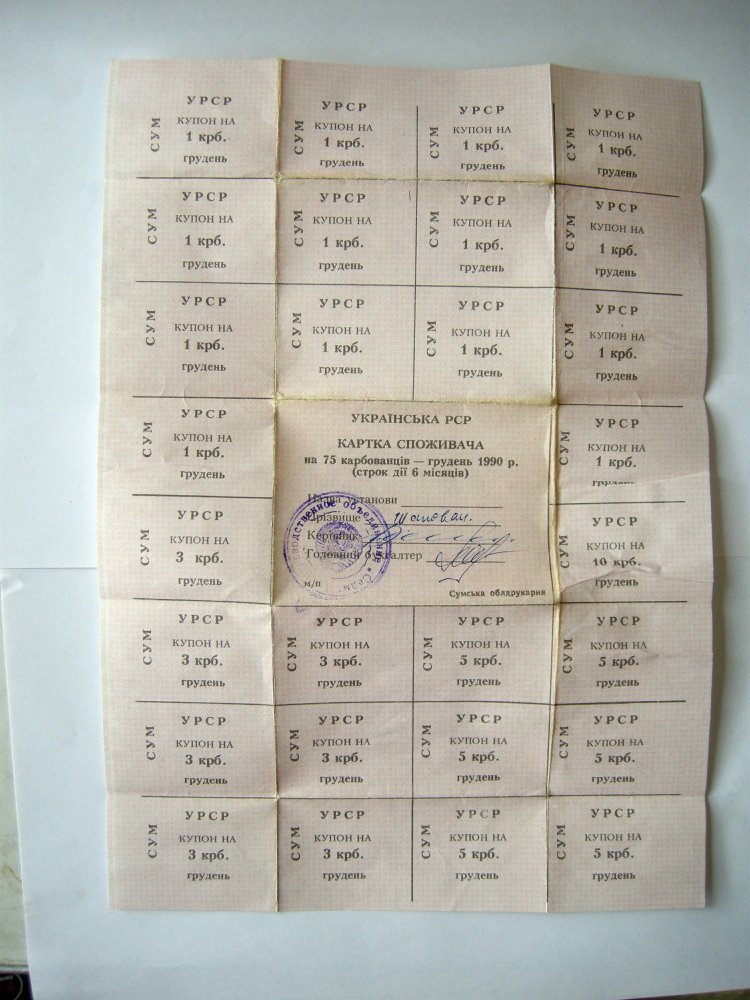 СУМ
УРСР
КУПОН НА
1 крб.
грудень
СУМ
УРСР
КУПОН НА
1 крб.
грудень
СУМ
УРСР
КУПОН НА
1 крб.
грудень
СУМ
УРСР
КУПОН НА
1 крб.
грудень
СУМ
УРСР
КУПОН НА
1 крб.
грудень
СУМ
УРСР
КУПОН НА
1 крб.
грудень
СУМ
УРСР
КУПОН НА
1 крб.
грудень
СУМ
УРСР
КУПОН НА
1 крб.
грудень
СУМ
УРСР
КУПОН НА
1 крб.
грудень
СУМ
УРСР
КУПОН НА
1 крб.
грудень
СУМ
УРСР
КУПОН НА
1 крб.
грудень
СУМ
УРСР
КУПОН НА
1 крб.
грудень
СУМ
УРСР
КУПОН НА
1 крб.
грудень
УКРАЇНСЬКА РСР
КАРТКА СПОЖИВАЧА
на 75 карбованців — грудень 1990 р.
(строк дії 6 місяців)
Назва установи
Прізвище
Керівник
Головний бухгалтер
м/п
Сумська облдрукарня
объединение
СУМ
УРСР
КУПОН НА
1 крб.
грудень
СУМ
УРСР
КУПОН НА
3 крб.
грудень
СУМ
УРСР
КУПОН НА
10 крб.
грудень
СУМ
УРСР
КУПОН НА
3 крб.
грудень
СУМ
УРСР
КУПОН НА
3 крб.
грудень
СУМ
УРСР
КУПОН НА
5 крб.
грудень
СУМ
УРСР
КУПОН НА
5 крб.
грудень
СУМ
УРСР
КУПОН НА
3 крб.
грудень
СУМ
УРСР
КУПОН НА
3 крб.
грудень
СУМ
УРСР
КУПОН НА
5 крб.
грудень
СУМ
УРСР
КУПОН НА
5 крб.
грудень
СУМ
УРСР
КУПОН НА
3 крб.
грудень
СУМ
УРСР
КУПОН НА
3 крб.
грудень
СУМ
УРСР
КУПОН НА
5 крб.
грудень
СУМ
УРСР
КУПОН НА
5 крб.
грудень